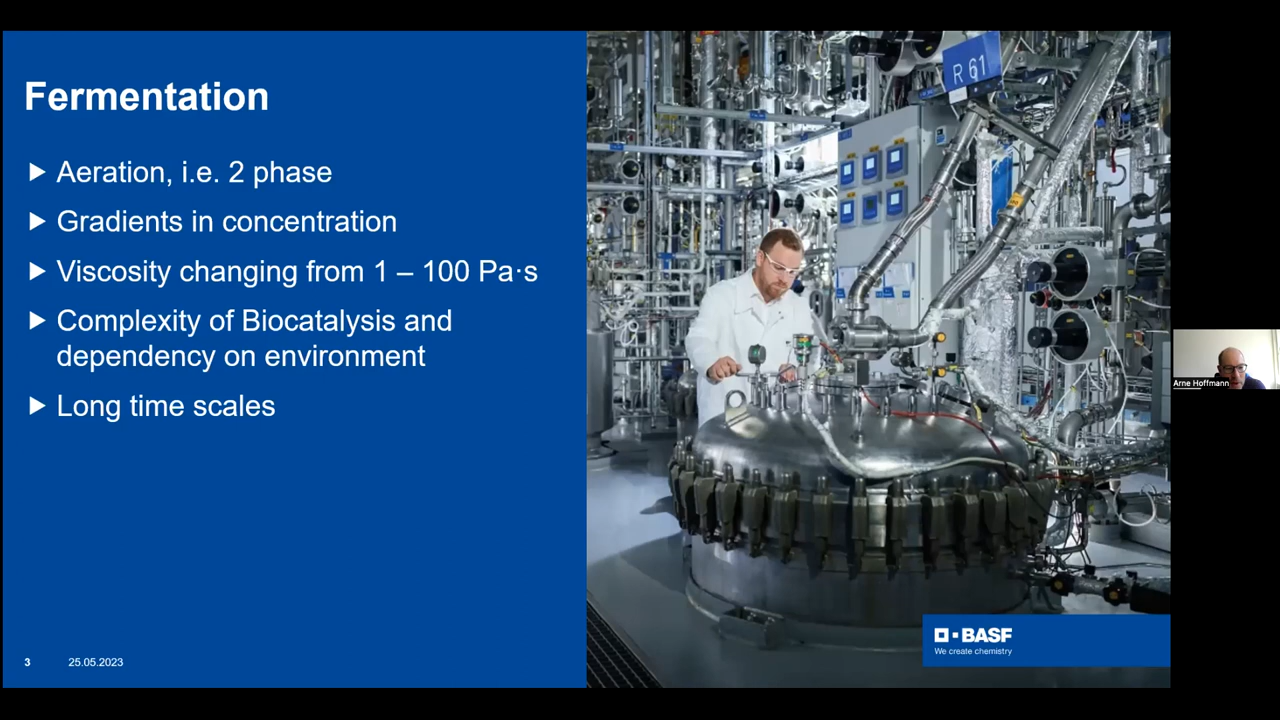 Fermentation
Aeration, i.e. 2 phase
Gradients in concentration
Viscosity changing from 1 – 100 Pa·s
Complexity of Biocatalysis and
dependency on environment
Long time scales
3 25.05.2023
R 61
BASF
We create chemistry
Arne Hoffmann